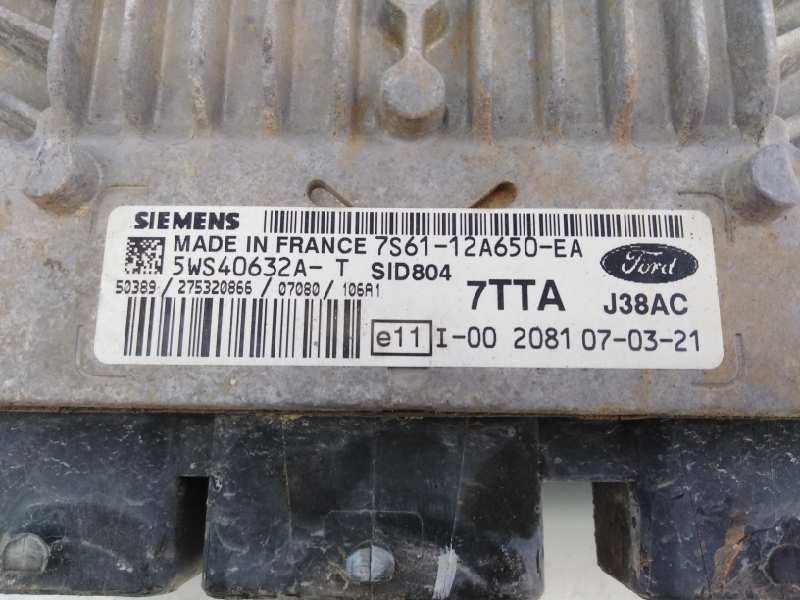 SIEMENS
MADE IN FRANCE 7S61-12A650-EA
5WS40632A-T SID804
Ford
50389/275320866/07080/106A1
7TTA J38AC
e11 I-00 2081 07-03-21